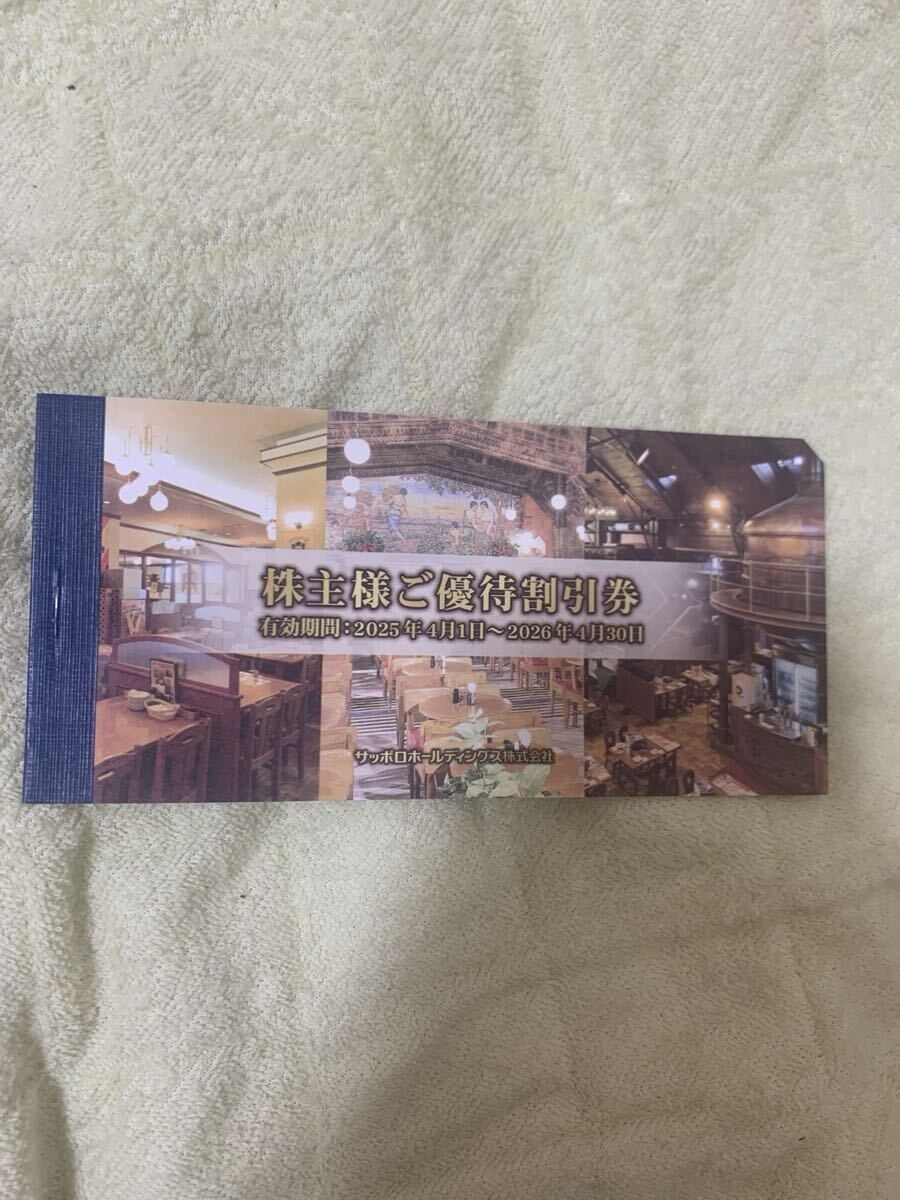 株主様ご優待割引券
有効期間：2025年4月1日～2026年4月30日
サッポロホールディングス株式会社